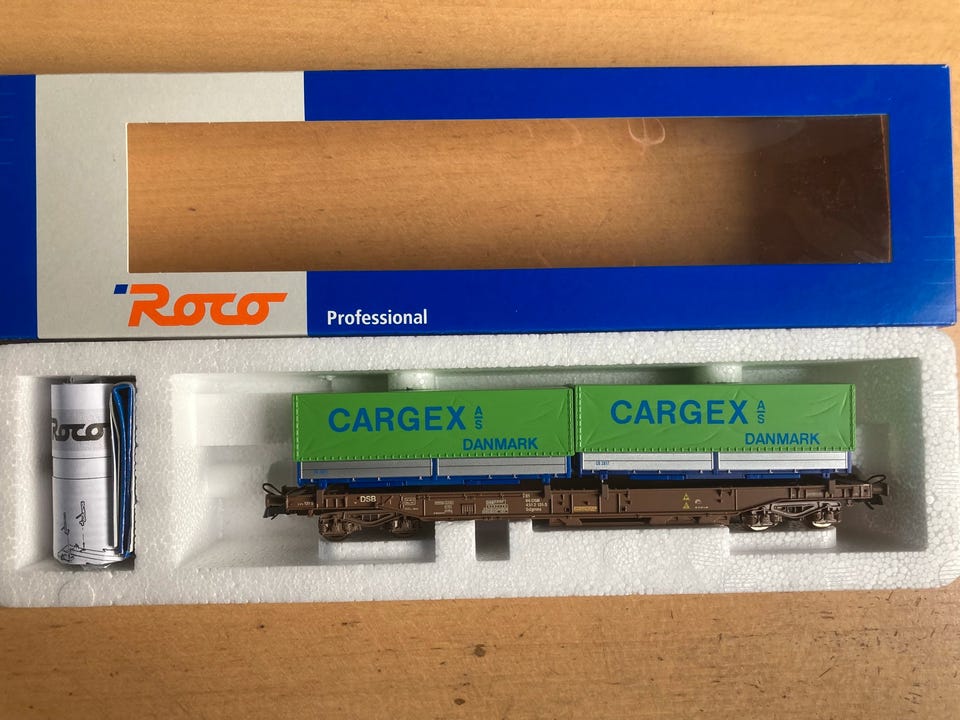 Roco
Professional
Roco
CARGEX A/S
DANMARK
CARGEX A/S
DANMARK
DSB